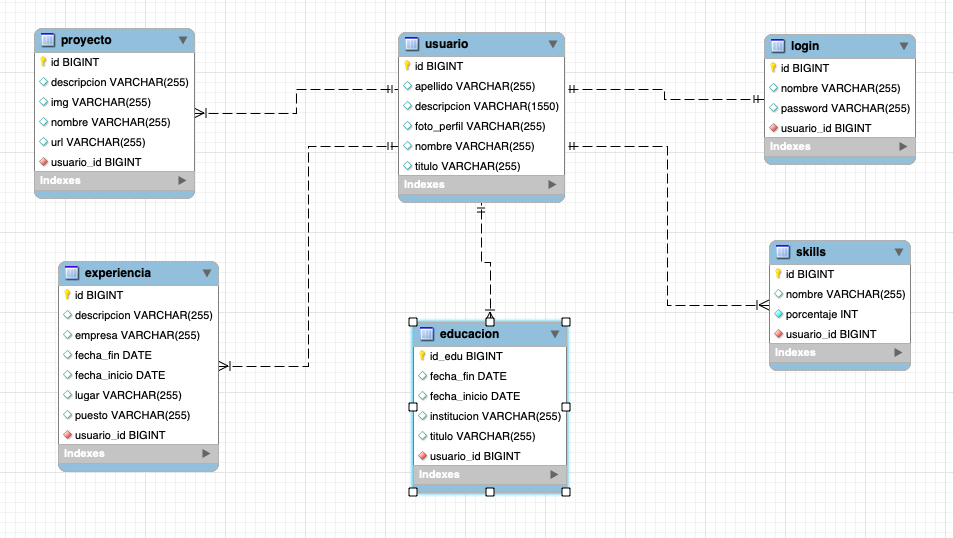 proyecto
id BIGINT
descripcion VARCHAR(255)
img VARCHAR(255)
nombre VARCHAR(255)
url VARCHAR(255)
usuario_id BIGINT
Indexes
usuario
id BIGINT
apellido VARCHAR(255)
descripcion VARCHAR(1550)
foto_perfil VARCHAR(255)
nombre VARCHAR(255)
titulo VARCHAR(255)
Indexes
login
id BIGINT
nombre VARCHAR(255)
password VARCHAR(255)
usuario_id BIGINT
Indexes
experiencia
id BIGINT
descripcion VARCHAR(255)
empresa VARCHAR(255)
fecha_fin DATE
fecha_inicio DATE
lugar VARCHAR(255)
puesto VARCHAR(255)
usuario_id BIGINT
Indexes
educacion
id_edu BIGINT
fecha_fin DATE
fecha_inicio DATE
institucion VARCHAR(255)
titulo VARCHAR(255)
usuario_id BIGINT
Indexes
skills
id BIGINT
nombre VARCHAR(255)
porcentaje INT
usuario_id BIGINT
Indexes